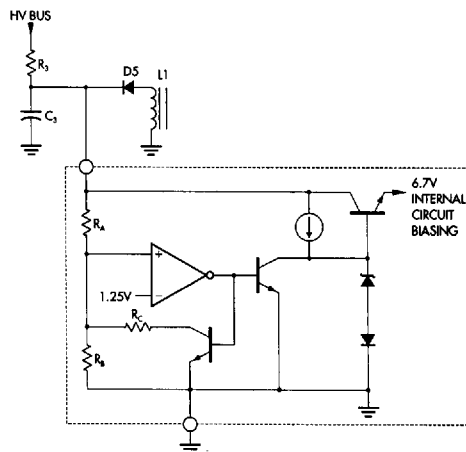 HV BUS
R3
D5
L1
C3
6.7V
INTERNAL
CIRCUIT
BIASING
RA
+
1.25V
−
RC
RB